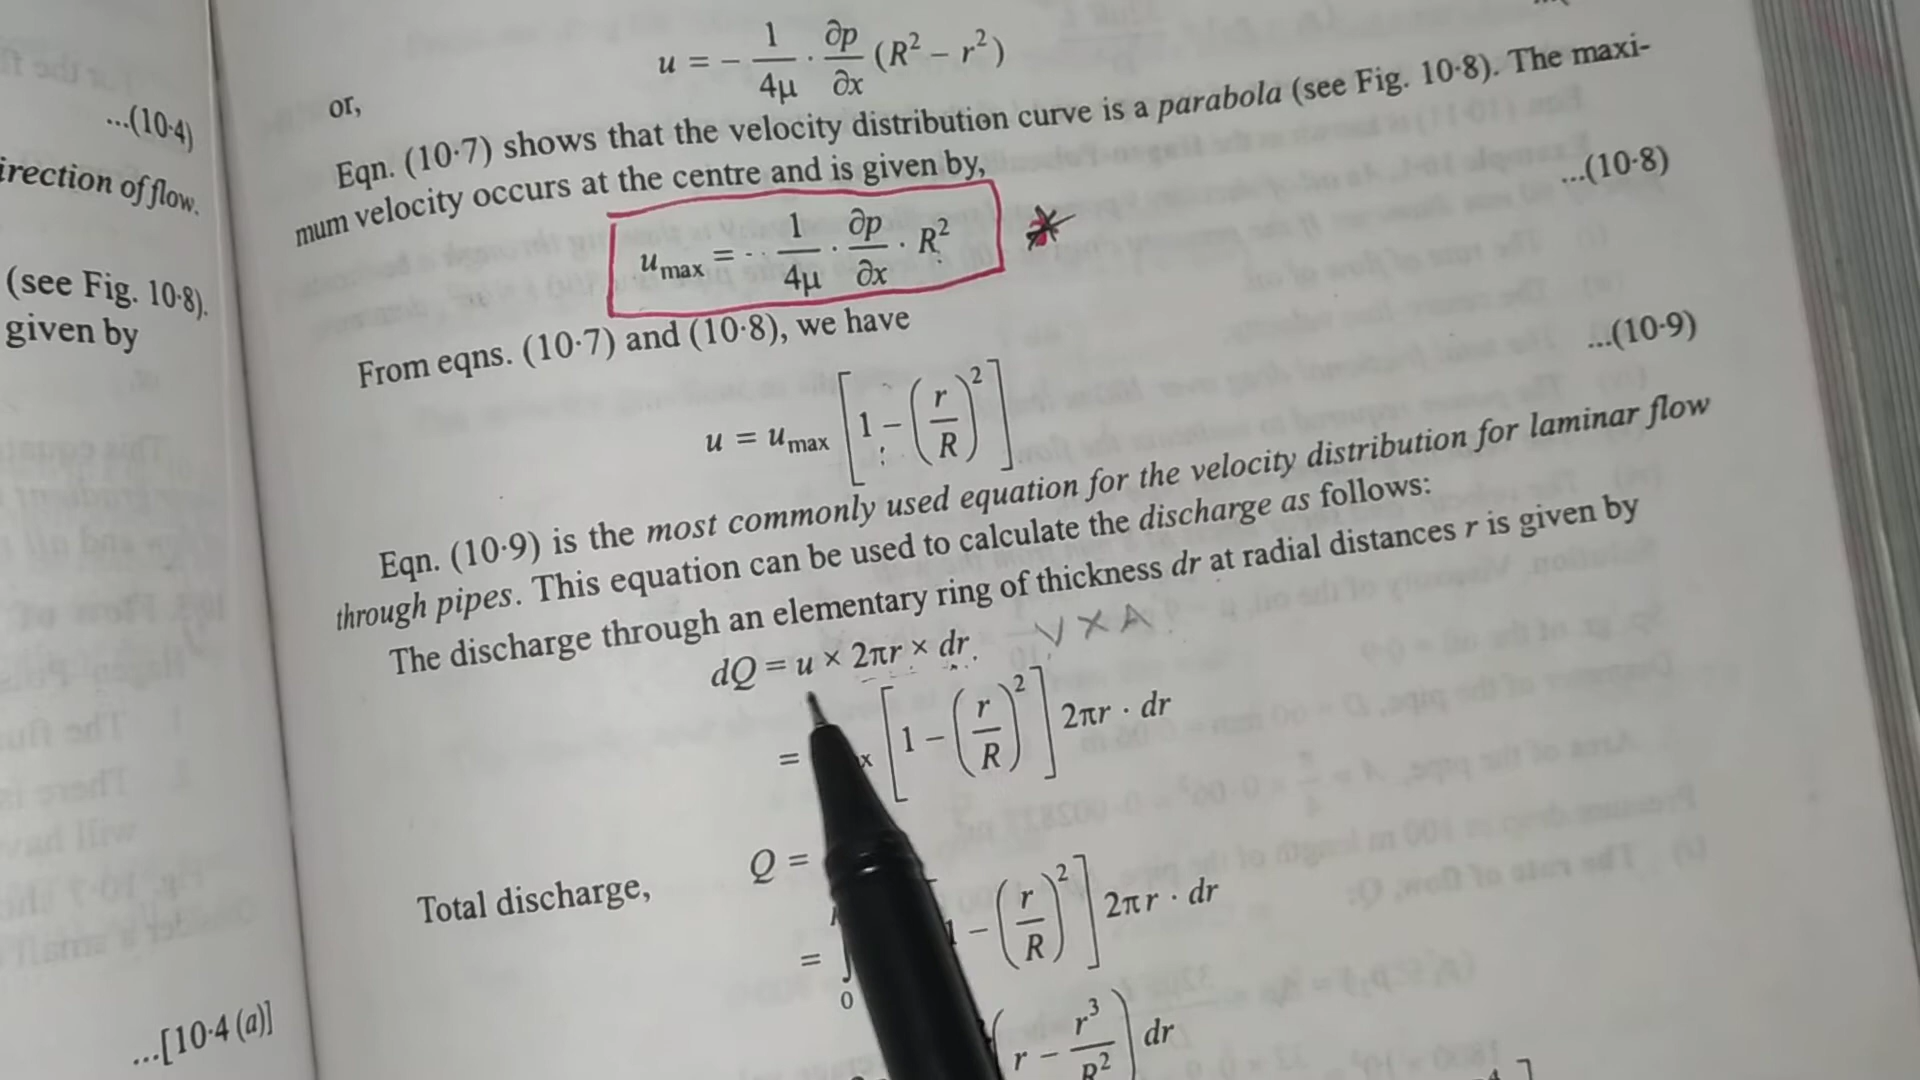 ...(10·4)
irection of flow.
(see Fig. 10·8).
given by
...[10·4 (a)]
or,
u = − 1/4μ · ∂p/∂x (R² − r²)
Eqn. (10·7) shows that the velocity distribution curve is a parabola (see Fig. 10·8). The maxi-
mum velocity occurs at the centre and is given by,
u max = − 1/4μ · ∂p/∂x · R²
...(10·8)
From eqns. (10·7) and (10·8), we have
u = u max [1 − (r/R)²]
...(10·9)
Eqn. (10·9) is the most commonly used equation for the velocity distribution for laminar flow
through pipes. This equation can be used to calculate the discharge as follows:
The discharge through an elementary ring of thickness dr at radial distances r is given by
dQ = u × 2πr × dr
V × A
= x [1 − (r/R)²] 2πr · dr
Total discharge,
Q =
= ∫ 0 1 − (r/R)²] 2πr · dr
(r − r³/R²) dr